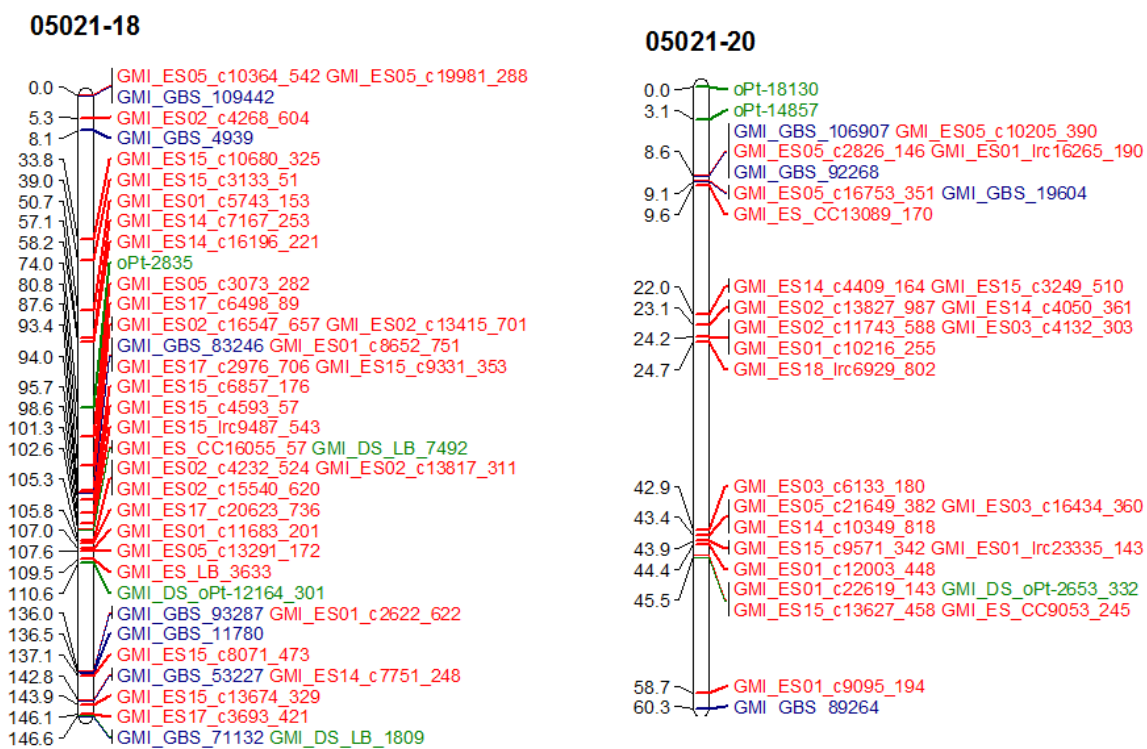 05021-18
0.0
5.3
8.1
33.8
39.0
50.7
57.1
58.2
74.0
80.8
87.6
93.4
94.0
95.7
98.6
101.3
102.6
105.3
105.8
107.0
107.6
109.5
110.6
136.0
136.5
137.1
142.8
143.9
146.1
146.6
GMI_ES05_c10364_542 GMI_ES05_c19981_288
GMI_GBS_109442
GMI_ES02_c4268_604
GMI_GBS_4939
GMI_ES15_c10680_325
GMI_ES15_c3133_51
GMI_ES01_c5743_153
GMI_ES14_c7167_253
GMI_ES14_c16196_221
oPt-2835
GMI_ES05_c3073_282
GMI_ES17_c6498_89
GMI_ES02_c16547_657 GMI_ES02_c13415_701
GMI_GBS_83246 GMI_ES01_c8652_751
GMI_ES17_c2976_706 GMI_ES15_c9331_353
GMI_ES15_c6857_176
GMI_ES15_c4593_57
GMI_ES15_lrc9487_543
GMI_ES_CC16055_57 GMI_DS_LB_7492
GMI_ES02_c4232_524 GMI_ES02_c13817_311
GMI_ES02_c15540_620
GMI_ES17_c20623_736
GMI_ES01_c11683_201
GMI_ES05_c13291_172
GMI_ES_LB_3633
GMI_DS_oPt-12164_301
GMI_GBS_93287 GMI_ES01_c2622_622
GMI_GBS_11780
GMI_ES15_c8071_473
GMI_GBS_53227 GMI_ES14_c7751_248
GMI_ES15_c13674_329
GMI_ES17_c3693_421
GMI_GBS_71132 GMI_DS_LB_1809
05021-20
0.0
3.1
8.6
9.1
9.6
22.0
23.1
24.2
24.7
42.9
43.4
43.9
44.4
45.5
58.7
60.3
oPt-18130
oPt-14857
GMI_GBS_106907 GMI_ES05_c10205_390
GMI_ES05_c2826_146 GMI_ES01_lrc16265_190
GMI_GBS_92268
GMI_ES05_c16753_351 GMI_GBS_19604
GMI_ES_CC13089_170
GMI_ES14_c4409_164 GMI_ES15_c3249_510
GMI_ES02_c13827_987 GMI_ES14_c4050_361
GMI_ES02_c11743_588 GMI_ES03_c4132_303
GMI_ES01_c10216_255
GMI_ES18_lrc6929_802
GMI_ES03_c6133_180
GMI_ES05_c21649_382 GMI_ES03_c16434_360
GMI_ES14_c10349_818
GMI_ES15_c9571_342 GMI_ES01_lrc23335_143
GMI_ES01_c12003_448
GMI_ES01_c22619_143 GMI_DS_oPt-2653_332
GMI_ES15_c13627_458 GMI_ES_CC9053_245
GMI_ES01_c9095_194
GMI_GBS_89264